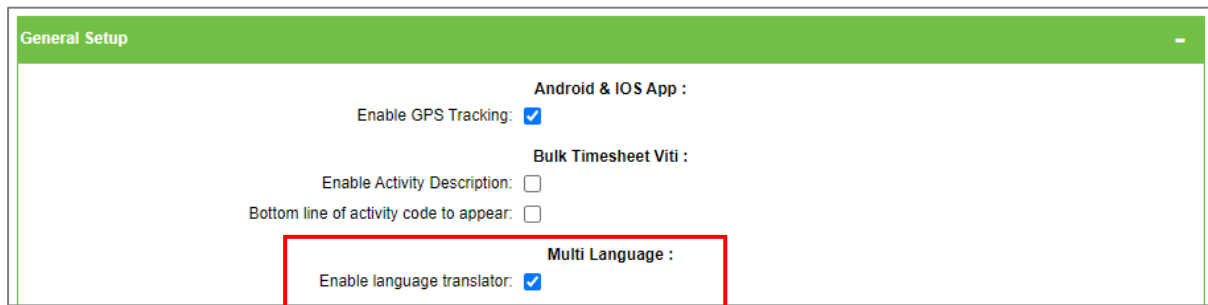 General Setup -
Android & IOS App :
Enable GPS Tracking:
Bulk Timesheet Viti :
Enable Activity Description:
Bottom line of activity code to appear:
Multi Language :
Enable language translator: